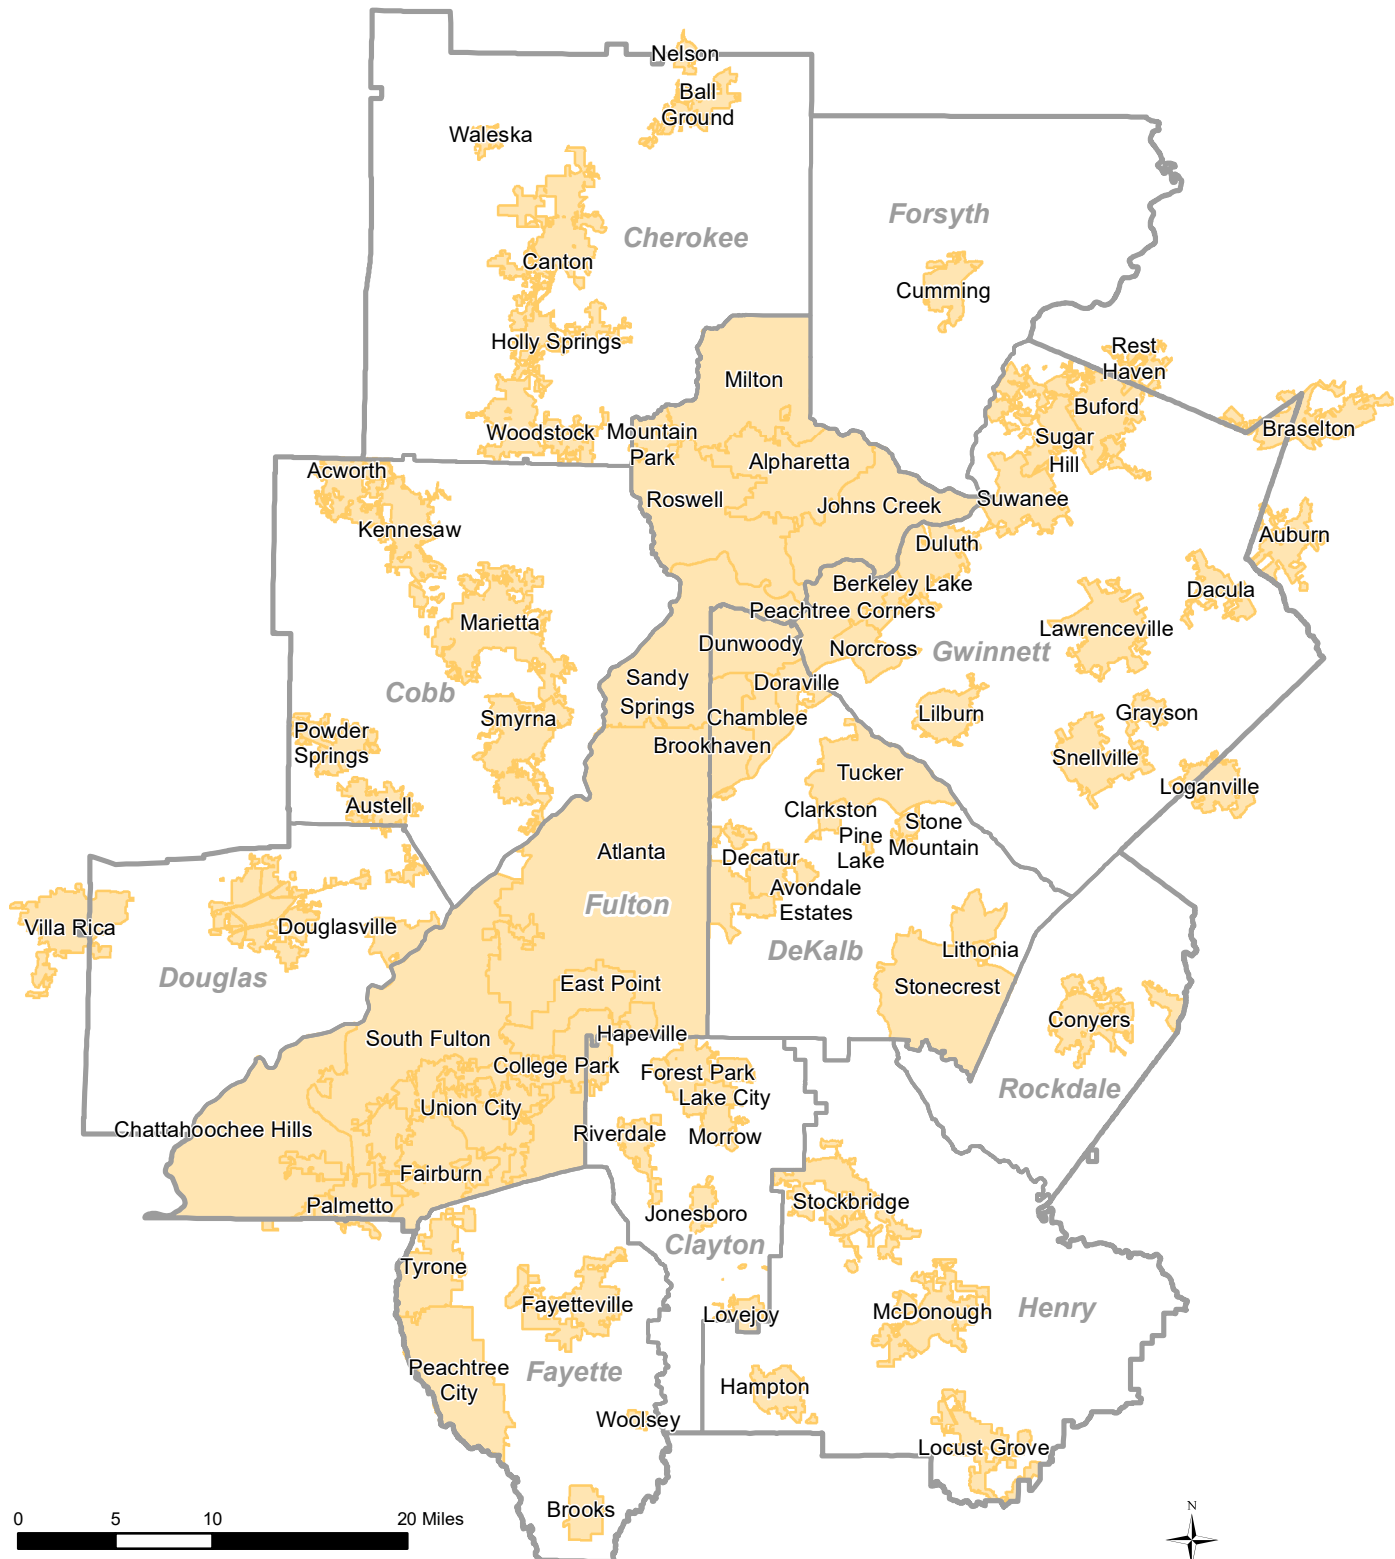 Nelson
Ball
Ground
Waleska
Forsyth
Cherokee
Canton
Cumming
Holly Springs
Rest
Haven
Milton
Buford
Braselton
Woodstock
Mountain
Park
Sugar
Hill
Alpharetta
Acworth
Roswell
Johns Creek
Suwanee
Kennesaw
Duluth
Auburn
Berkeley Lake
Dacula
Peachtree Corners
Marietta
Lawrenceville
Dunwoody
Norcross
Gwinnett
Sandy
Springs
Doraville
Cobb
Smyrna
Chamblee
Lilburn
Grayson
Powder
Springs
Brookhaven
Snellville
Tucker
Loganville
Austell
Clarkston
Stone
Mountain
Pine
Lake
Atlanta
Decatur
Avondale
Estates
Fulton
Villa Rica
Douglasville
DeKalb
Lithonia
Douglas
East Point
Stonecrest
Conyers
South Fulton
Hapeville
College Park
Forest Park
Rockdale
Lake City
Union City
Chattahoochee Hills
Riverdale
Morrow
Fairburn
Palmetto
Stockbridge
Jonesboro
Clayton
Tyrone
Fayetteville
Lovejoy
McDonough
Henry
Peachtree
City
Fayette
Hampton
Woolsey
Locust Grove
Brooks
0 5 10 20 Miles
N